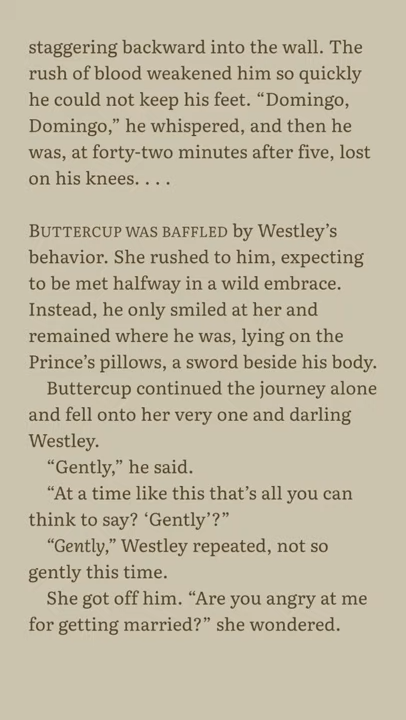 staggering backward into the wall. The
rush of blood weakened him so quickly
he could not keep his feet. “Domingo,
Domingo,” he whispered, and then he
was, at forty-two minutes after five, lost
on his knees. . . .
BUTTERCUP WAS BAFFLED by Westley’s
behavior. She rushed to him, expecting
to be met halfway in a wild embrace.
Instead, he only smiled at her and
remained where he was, lying on the
Prince’s pillows, a sword beside his body.
Buttercup continued the journey alone
and fell onto her very one and darling
Westley.
“Gently,” he said.
“At a time like this that’s all you can
think to say? ‘Gently’?”
“Gently,” Westley repeated, not so
gently this time.
She got off him. “Are you angry at me
for getting married?” she wondered.